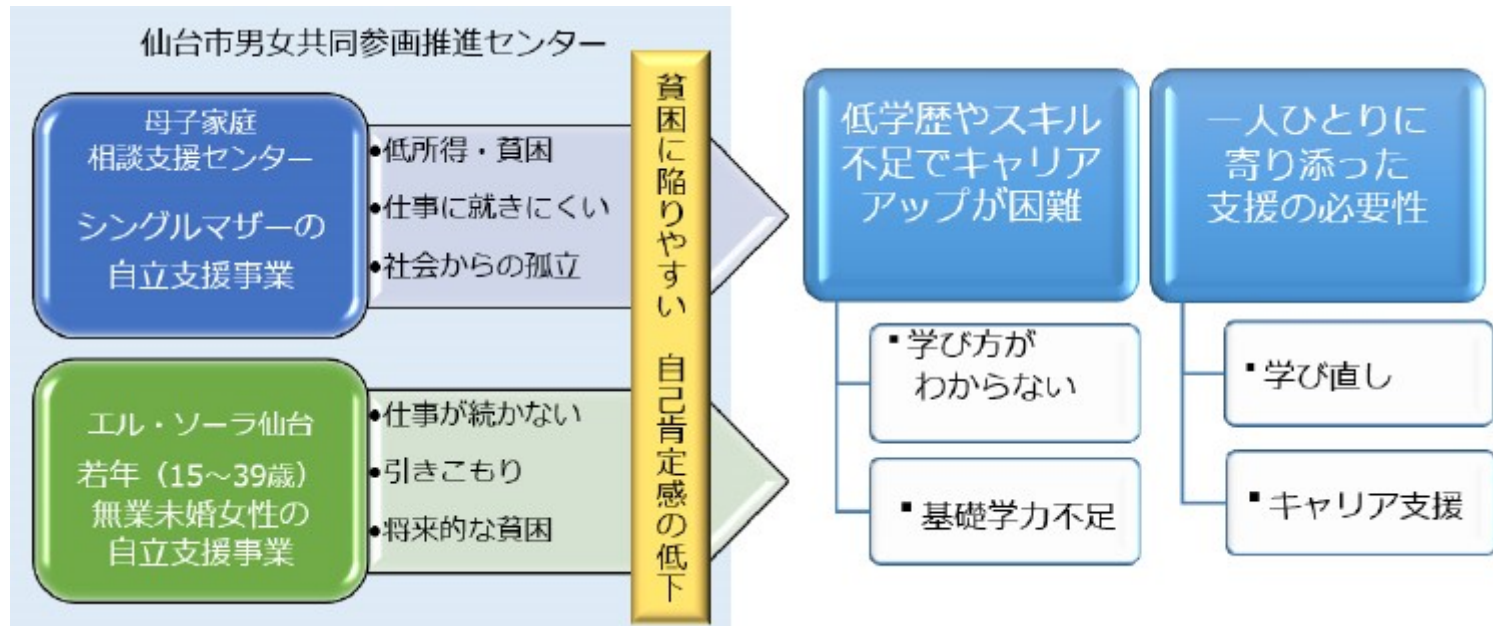 仙台市男女共同参画推進センター
母子家庭
相談支援センター
シングルマザーの
自立支援事業
•低所得・貧困
•仕事に就きにくい
•社会からの孤立
エル・ソーラ仙台
若年（15～39歳）
無業未婚女性の
自立支援事業
•仕事が続かない
•引きこもり
•将来的な貧困
貧困に陥りやすい　自己肯定感の低下
低学歴やスキル
不足でキャリア
アップが困難
▪学び方が
わからない
▪基礎学力不足
一人ひとりに
寄り添った
支援の必要性
▪学び直し
▪キャリア支援